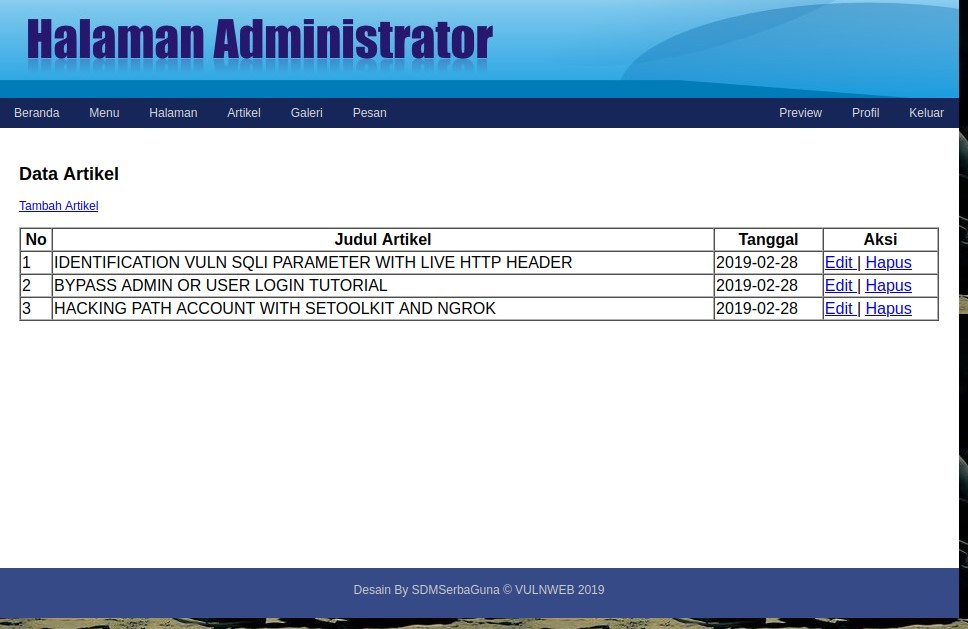 Halaman Administrator
Beranda Menu Halaman Artikel Galeri Pesan Preview Profil Keluar
Data Artikel
Tambah Artikel
No Judul Artikel Tanggal Aksi
1 IDENTIFICATION VULN SQLI PARAMETER WITH LIVE HTTP HEADER 2019-02-28 Edit | Hapus
2 BYPASS ADMIN OR USER LOGIN TUTORIAL 2019-02-28 Edit | Hapus
3 HACKING PATH ACCOUNT WITH SETOOLKIT AND NGROK 2019-02-28 Edit | Hapus
Desain By SDMSerbaGuna © VULNWEB 2019